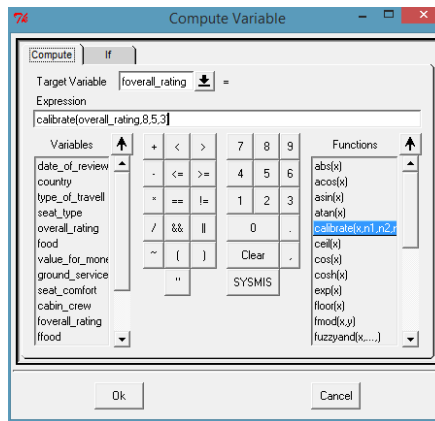 Compute Variable
Compute If
Target Variable foverall_rating =
Expression
calibrate(overall_rating,8,5,3)
Variables
date_of_review
country
type_of_travell
seat_type
overall_rating
food
value_for_mone
ground_service
seat_comfort
cabin_crew
foverall_rating
ffood
+ < >
- <= >=
* == !=
/ && ||
~ ( )
"
7 8 9
4 5 6
1 2 3
0 .
Clear ,
SYSMIS
Functions
abs(x)
acos(x)
asin(x)
atan(x)
calibrate(x,n1,n2,n
ceil(x)
cos(x)
cosh(x)
exp(x)
floor(x)
fmod(x,y)
fuzzyand(x,...,)
Ok Cancel